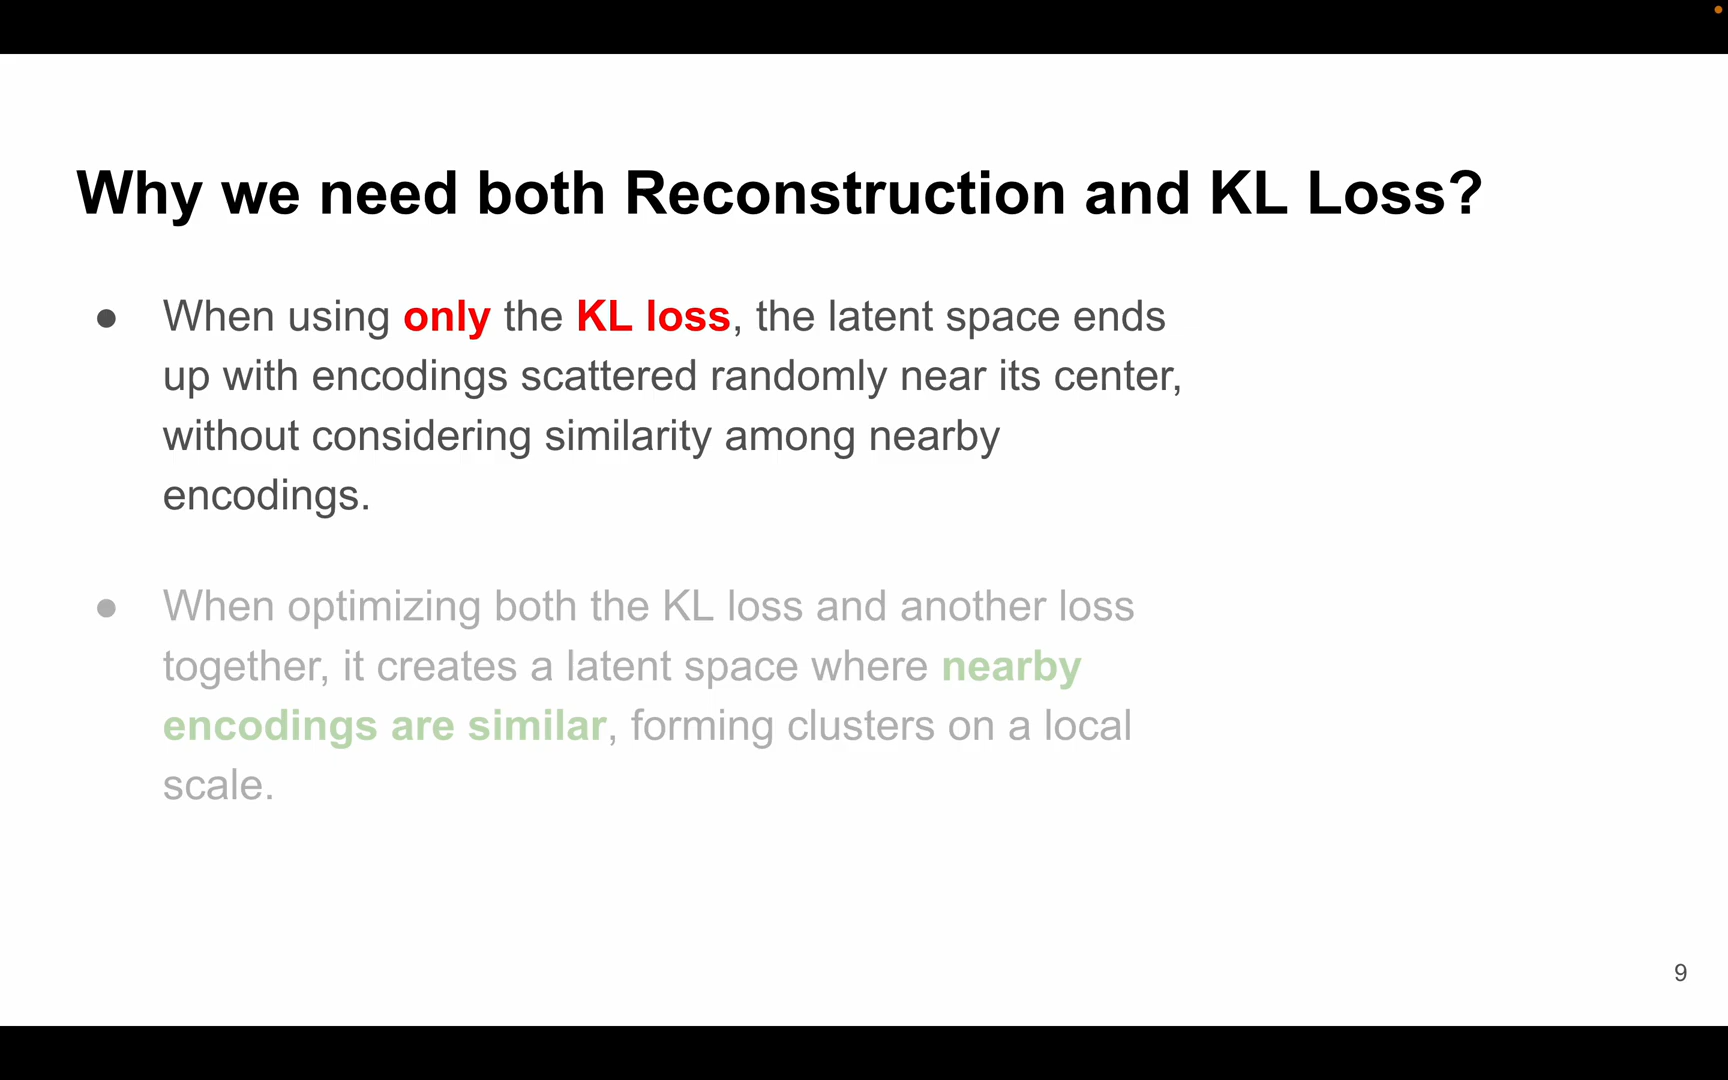 Why we need both Reconstruction and KL Loss?
● When using only the KL loss, the latent space ends
up with encodings scattered randomly near its center,
without considering similarity among nearby
encodings.
● When optimizing both the KL loss and another loss
together, it creates a latent space where nearby
encodings are similar, forming clusters on a local
scale.
9